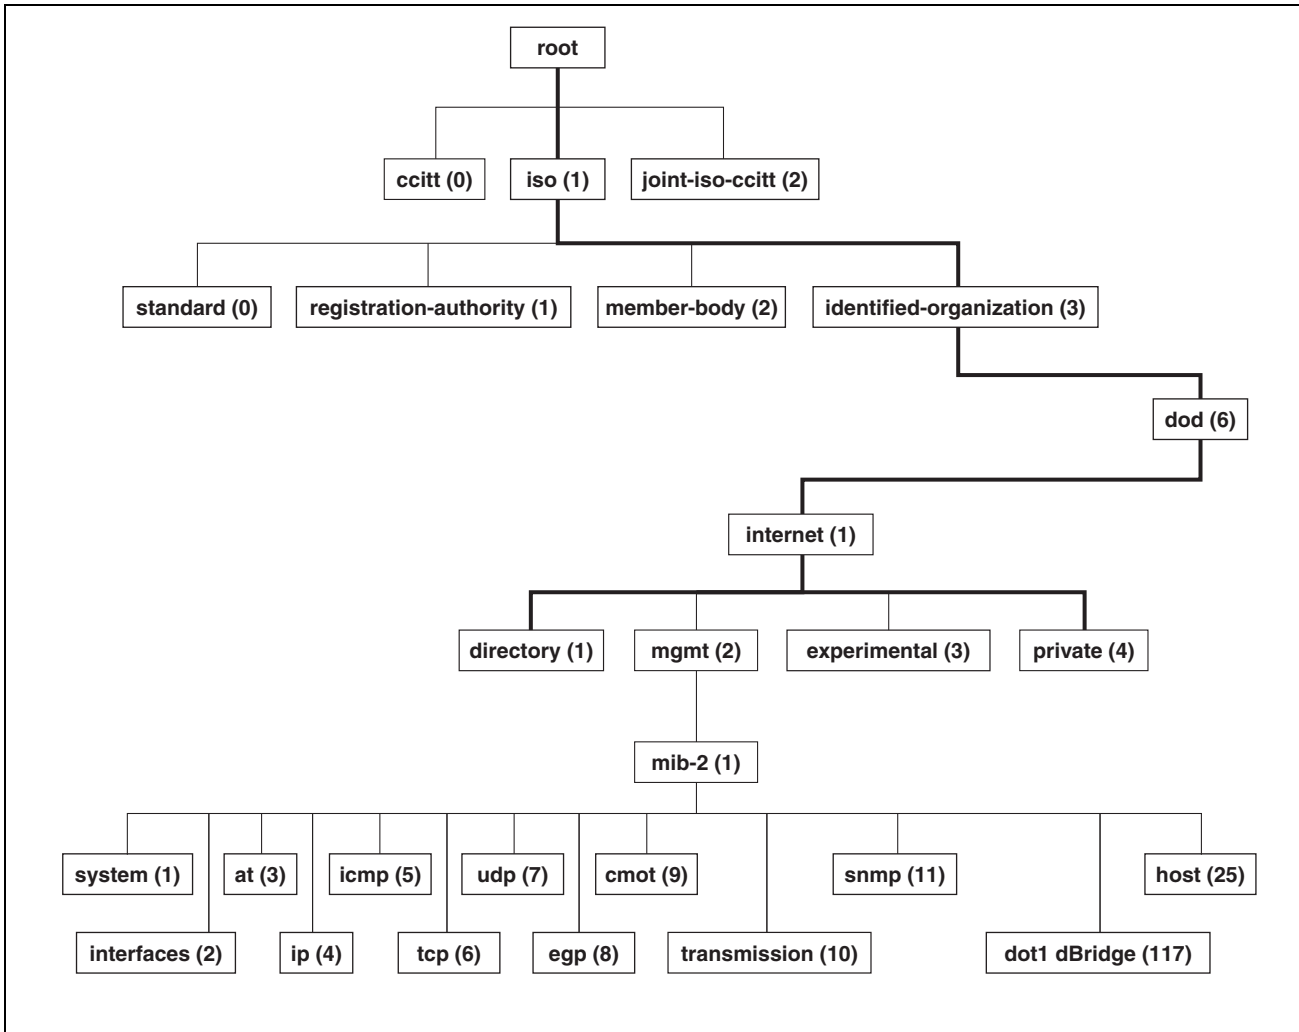 root
ccitt (0)
iso (1)
joint-iso-ccitt (2)
standard (0)
registration-authority (1)
member-body (2)
identified-organization (3)
dod (6)
internet (1)
directory (1)
mgmt (2)
experimental (3)
private (4)
mib-2 (1)
system (1)
at (3)
icmp (5)
udp (7)
cmot (9)
snmp (11)
host (25)
interfaces (2)
ip (4)
tcp (6)
egp (8)
transmission (10)
dot1 dBridge (117)